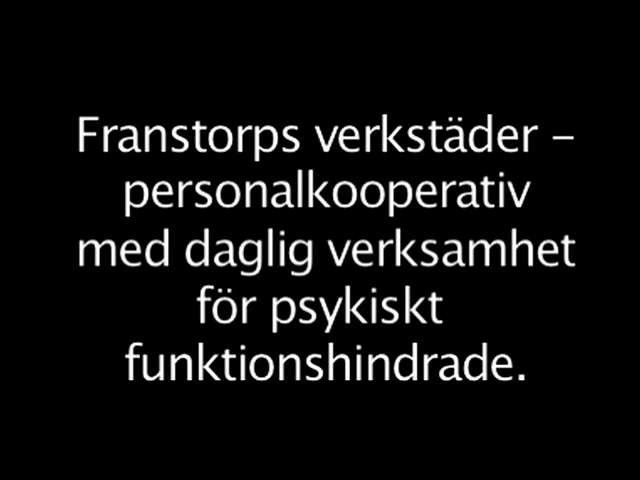 Franstorps verkstäder –
personalkooperativ
med daglig verksamhet
för psykiskt
funktionshindrade.